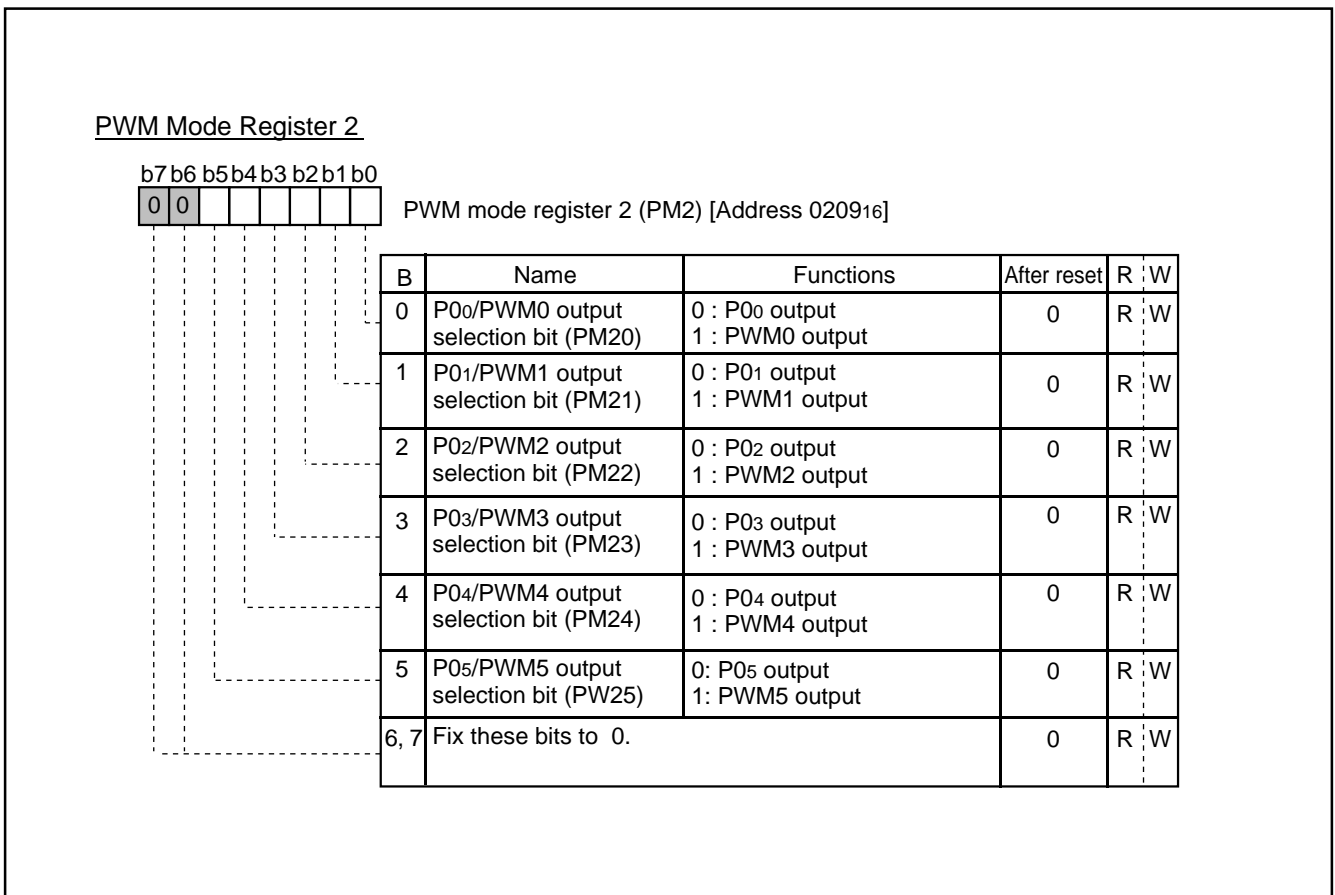 PWM Mode Register 2
b7 b6 b5 b4 b3 b2 b1 b0
0 0
PWM mode register 2 (PM2) [Address 020916]
B Name Functions After reset R W
0 P00/PWM0 output selection bit (PM20) 0 : P00 output 0 R W
1 : PWM0 output
1 P01/PWM1 output selection bit (PM21) 0 : P01 output 0 R W
1 : PWM1 output
2 P02/PWM2 output selection bit (PM22) 0 : P02 output 0 R W
1 : PWM2 output
3 P03/PWM3 output selection bit (PM23) 0 : P03 output 0 R W
1 : PWM3 output
4 P04/PWM4 output selection bit (PM24) 0 : P04 output 0 R W
1 : PWM4 output
5 P05/PWM5 output selection bit (PW25) 0: P05 output 0 R W
1: PWM5 output
6, 7 Fix these bits to 0. 0 R W